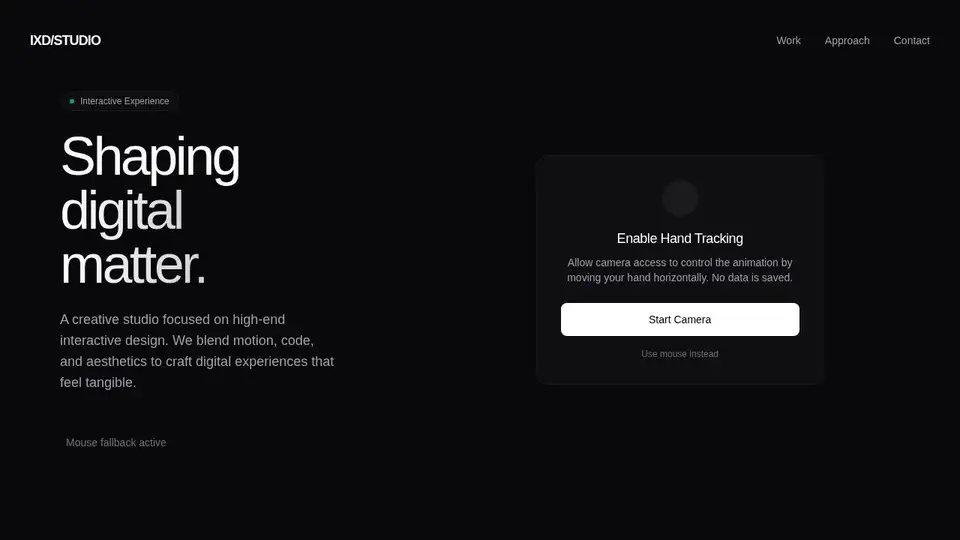 IXD/STUDIO
Work
Approach
Contact
Interactive Experience
Shaping
digital
matter.
A creative studio focused on high-end
interactive design. We blend motion, code,
and aesthetics to craft digital experiences that
feel tangible.
Mouse fallback active
Enable Hand Tracking
Allow camera access to control the animation by
moving your hand horizontally. No data is saved.
Start Camera
Use mouse instead